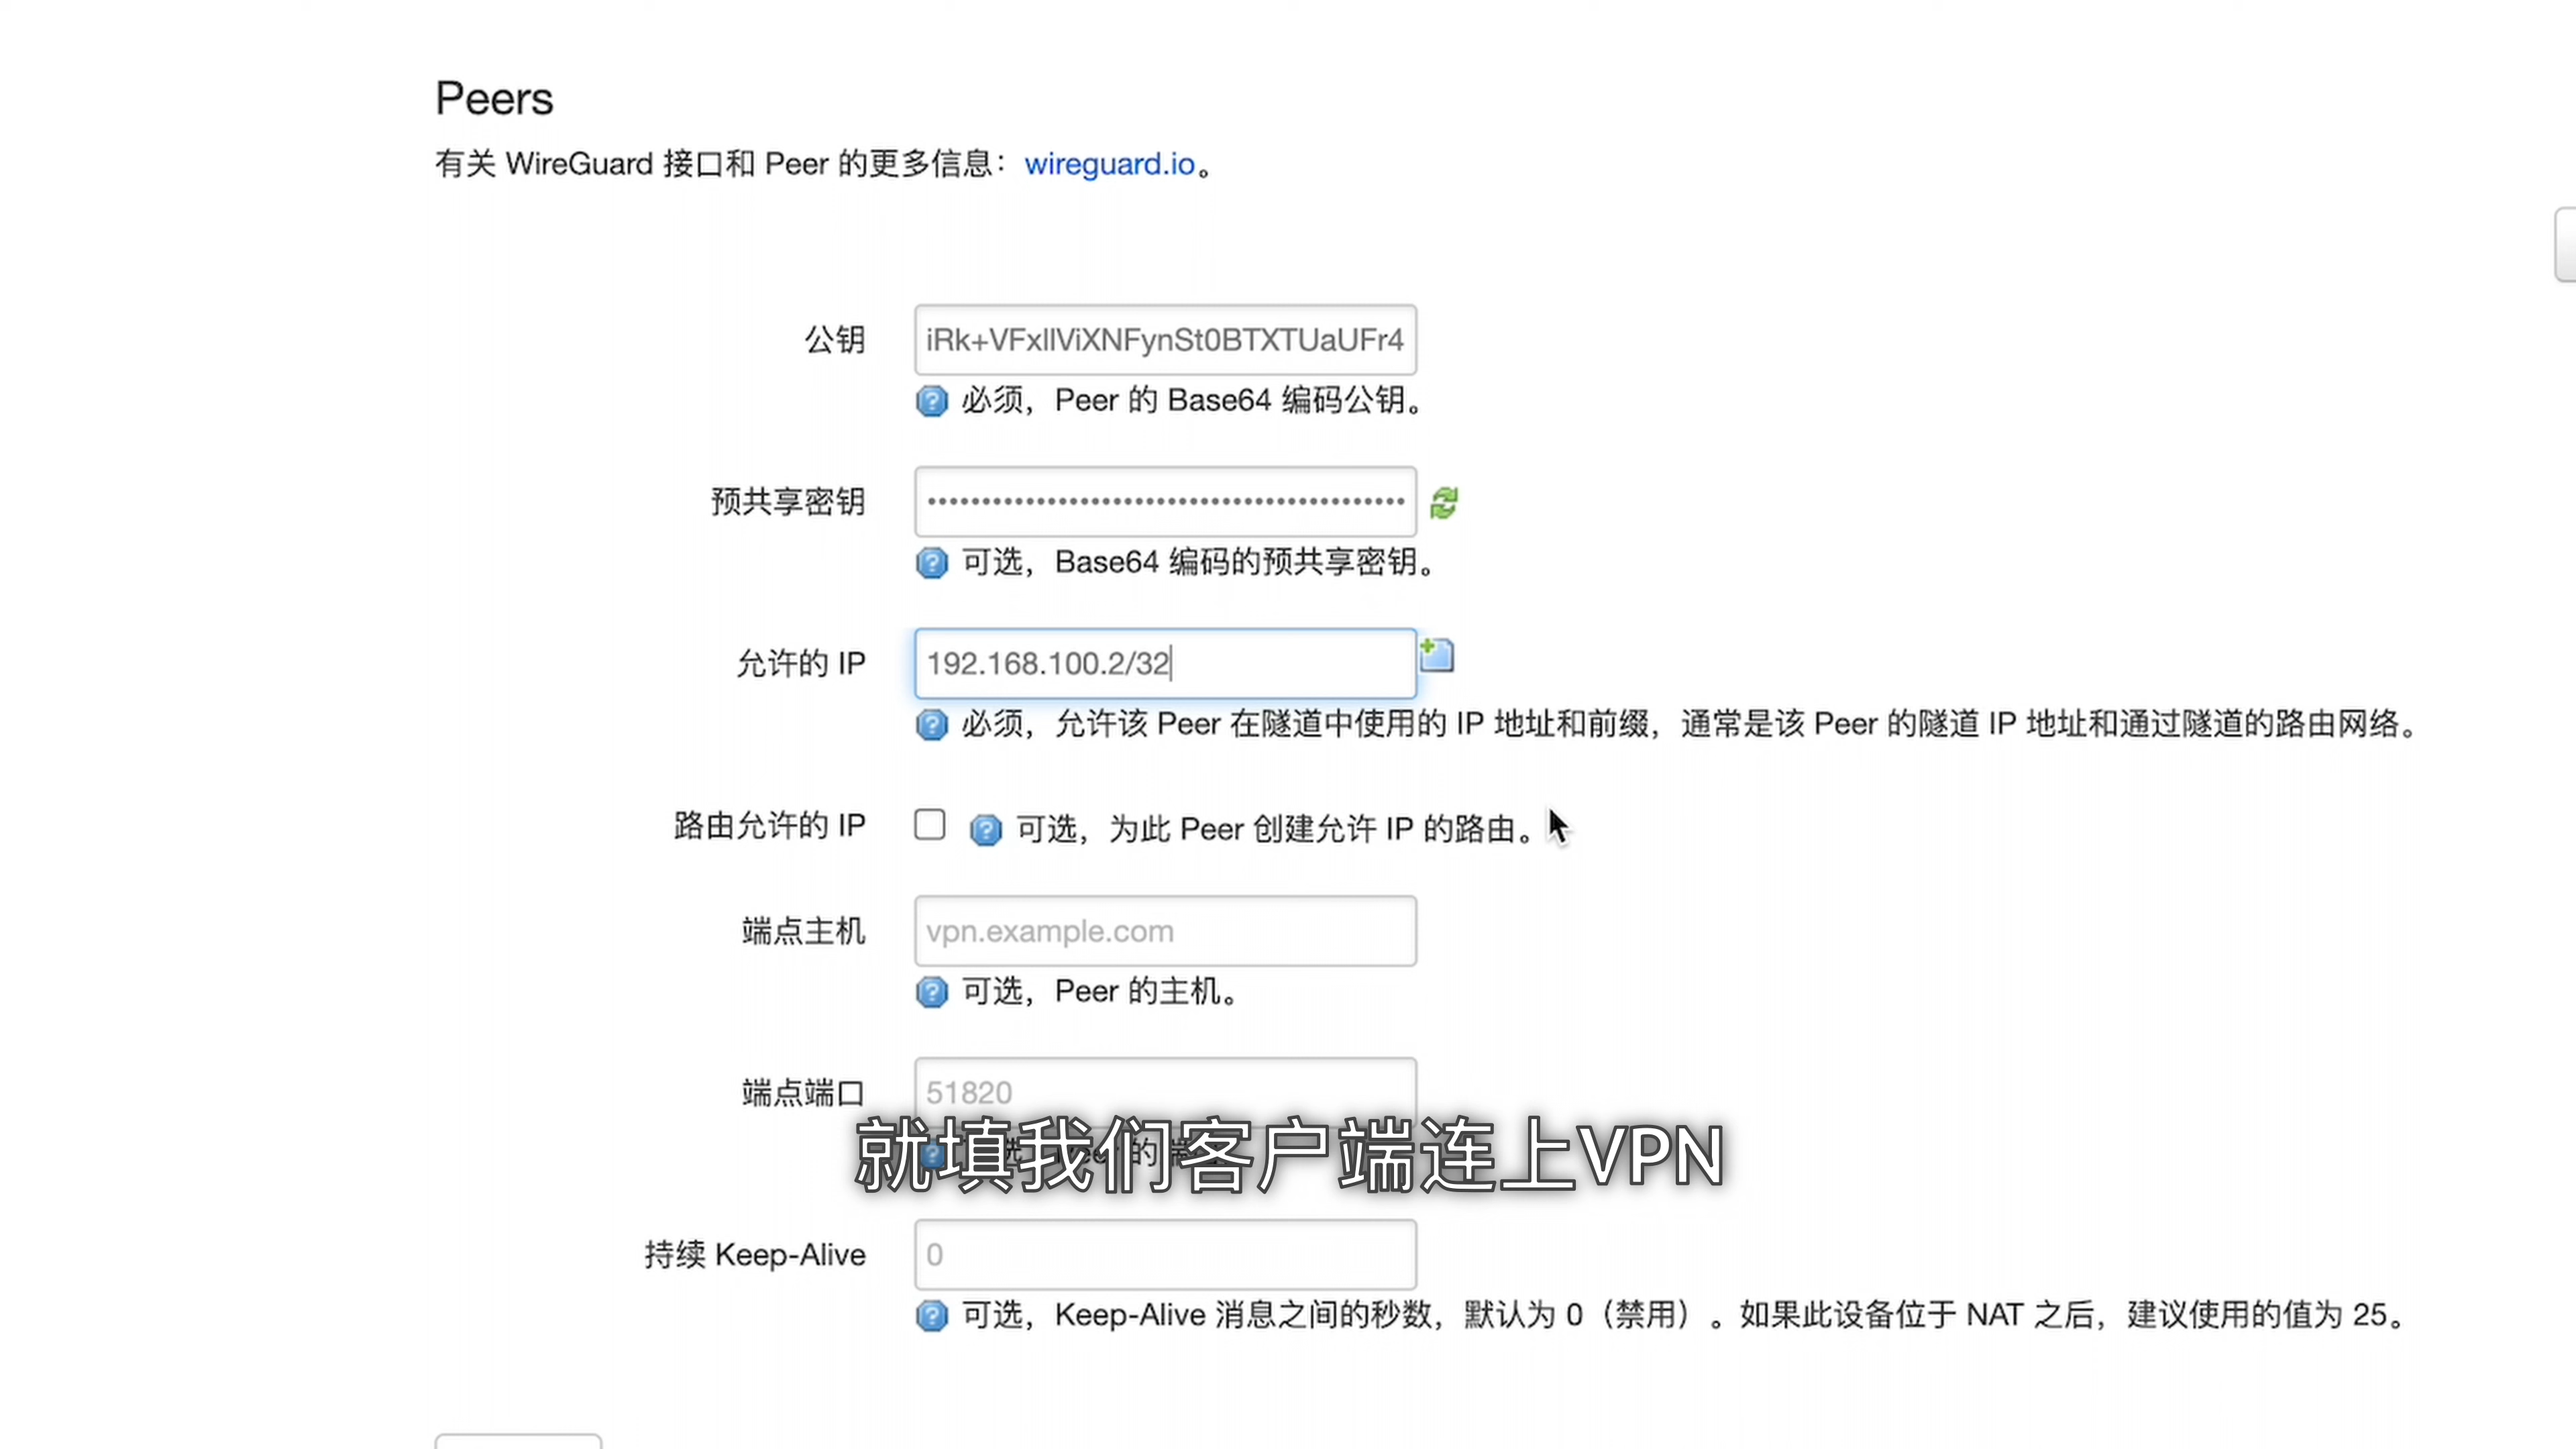 Peers
有关 WireGuard 接口和 Peer 的更多信息：wireguard.io。
公钥
iRk+VFxllViXNFynSt0BTXTUaUFr4
必须，Peer 的 Base64 编码公钥。
预共享密钥
••••••••••••••••••••••••••••••••••••••••••••
可选，Base64 编码的预共享密钥。
允许的 IP
192.168.100.2/32
必须，允许该 Peer 在隧道中使用的 IP 地址和前缀，通常是该 Peer 的隧道 IP 地址和通过隧道的路由网络。
路由允许的 IP
可选，为此 Peer 创建允许 IP 的路由。
端点主机
vpn.example.com
可选，Peer 的主机。
端点端口
51820
就填我们客户端连上VPN
持续 Keep-Alive
0
可选，Keep-Alive 消息之间的秒数，默认为 0（禁用）。如果此设备位于 NAT 之后，建议使用的值为 25。